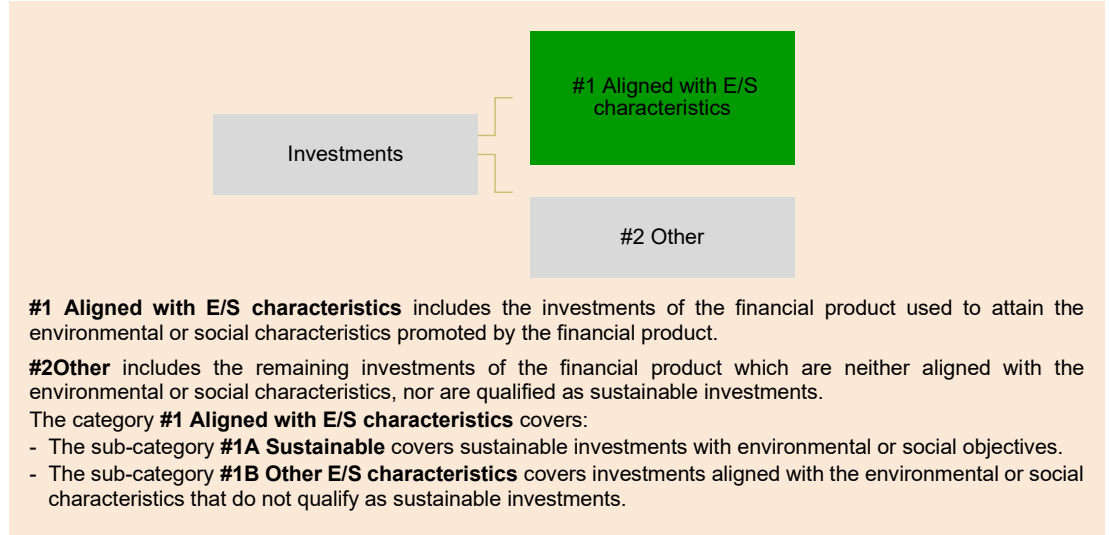 #1 Aligned with E/S
characteristics
Investments
#2 Other
#1 Aligned with E/S characteristics includes the investments of the financial product used to attain the
environmental or social characteristics promoted by the financial product.
#2Other includes the remaining investments of the financial product which are neither aligned with the
environmental or social characteristics, nor are qualified as sustainable investments.
The category #1 Aligned with E/S characteristics covers:
- The sub-category #1A Sustainable covers sustainable investments with environmental or social objectives.
- The sub-category #1B Other E/S characteristics covers investments aligned with the environmental or social
characteristics that do not qualify as sustainable investments.